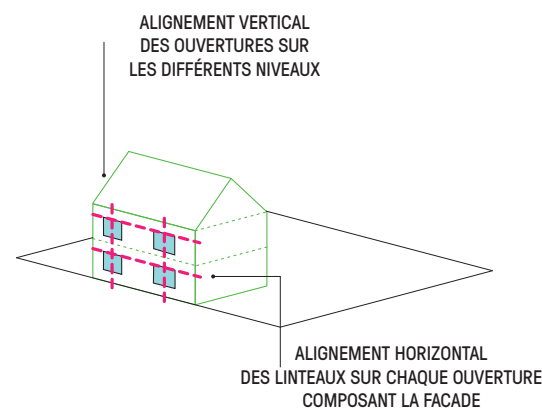 ALIGNEMENT VERTICAL
DES OUVERTURES SUR
LES DIFFÉRENTS NIVEAUX
ALIGNEMENT HORIZONTAL
DES LINTEAUX SUR CHAQUE OUVERTURE
COMPOSANT LA FACADE